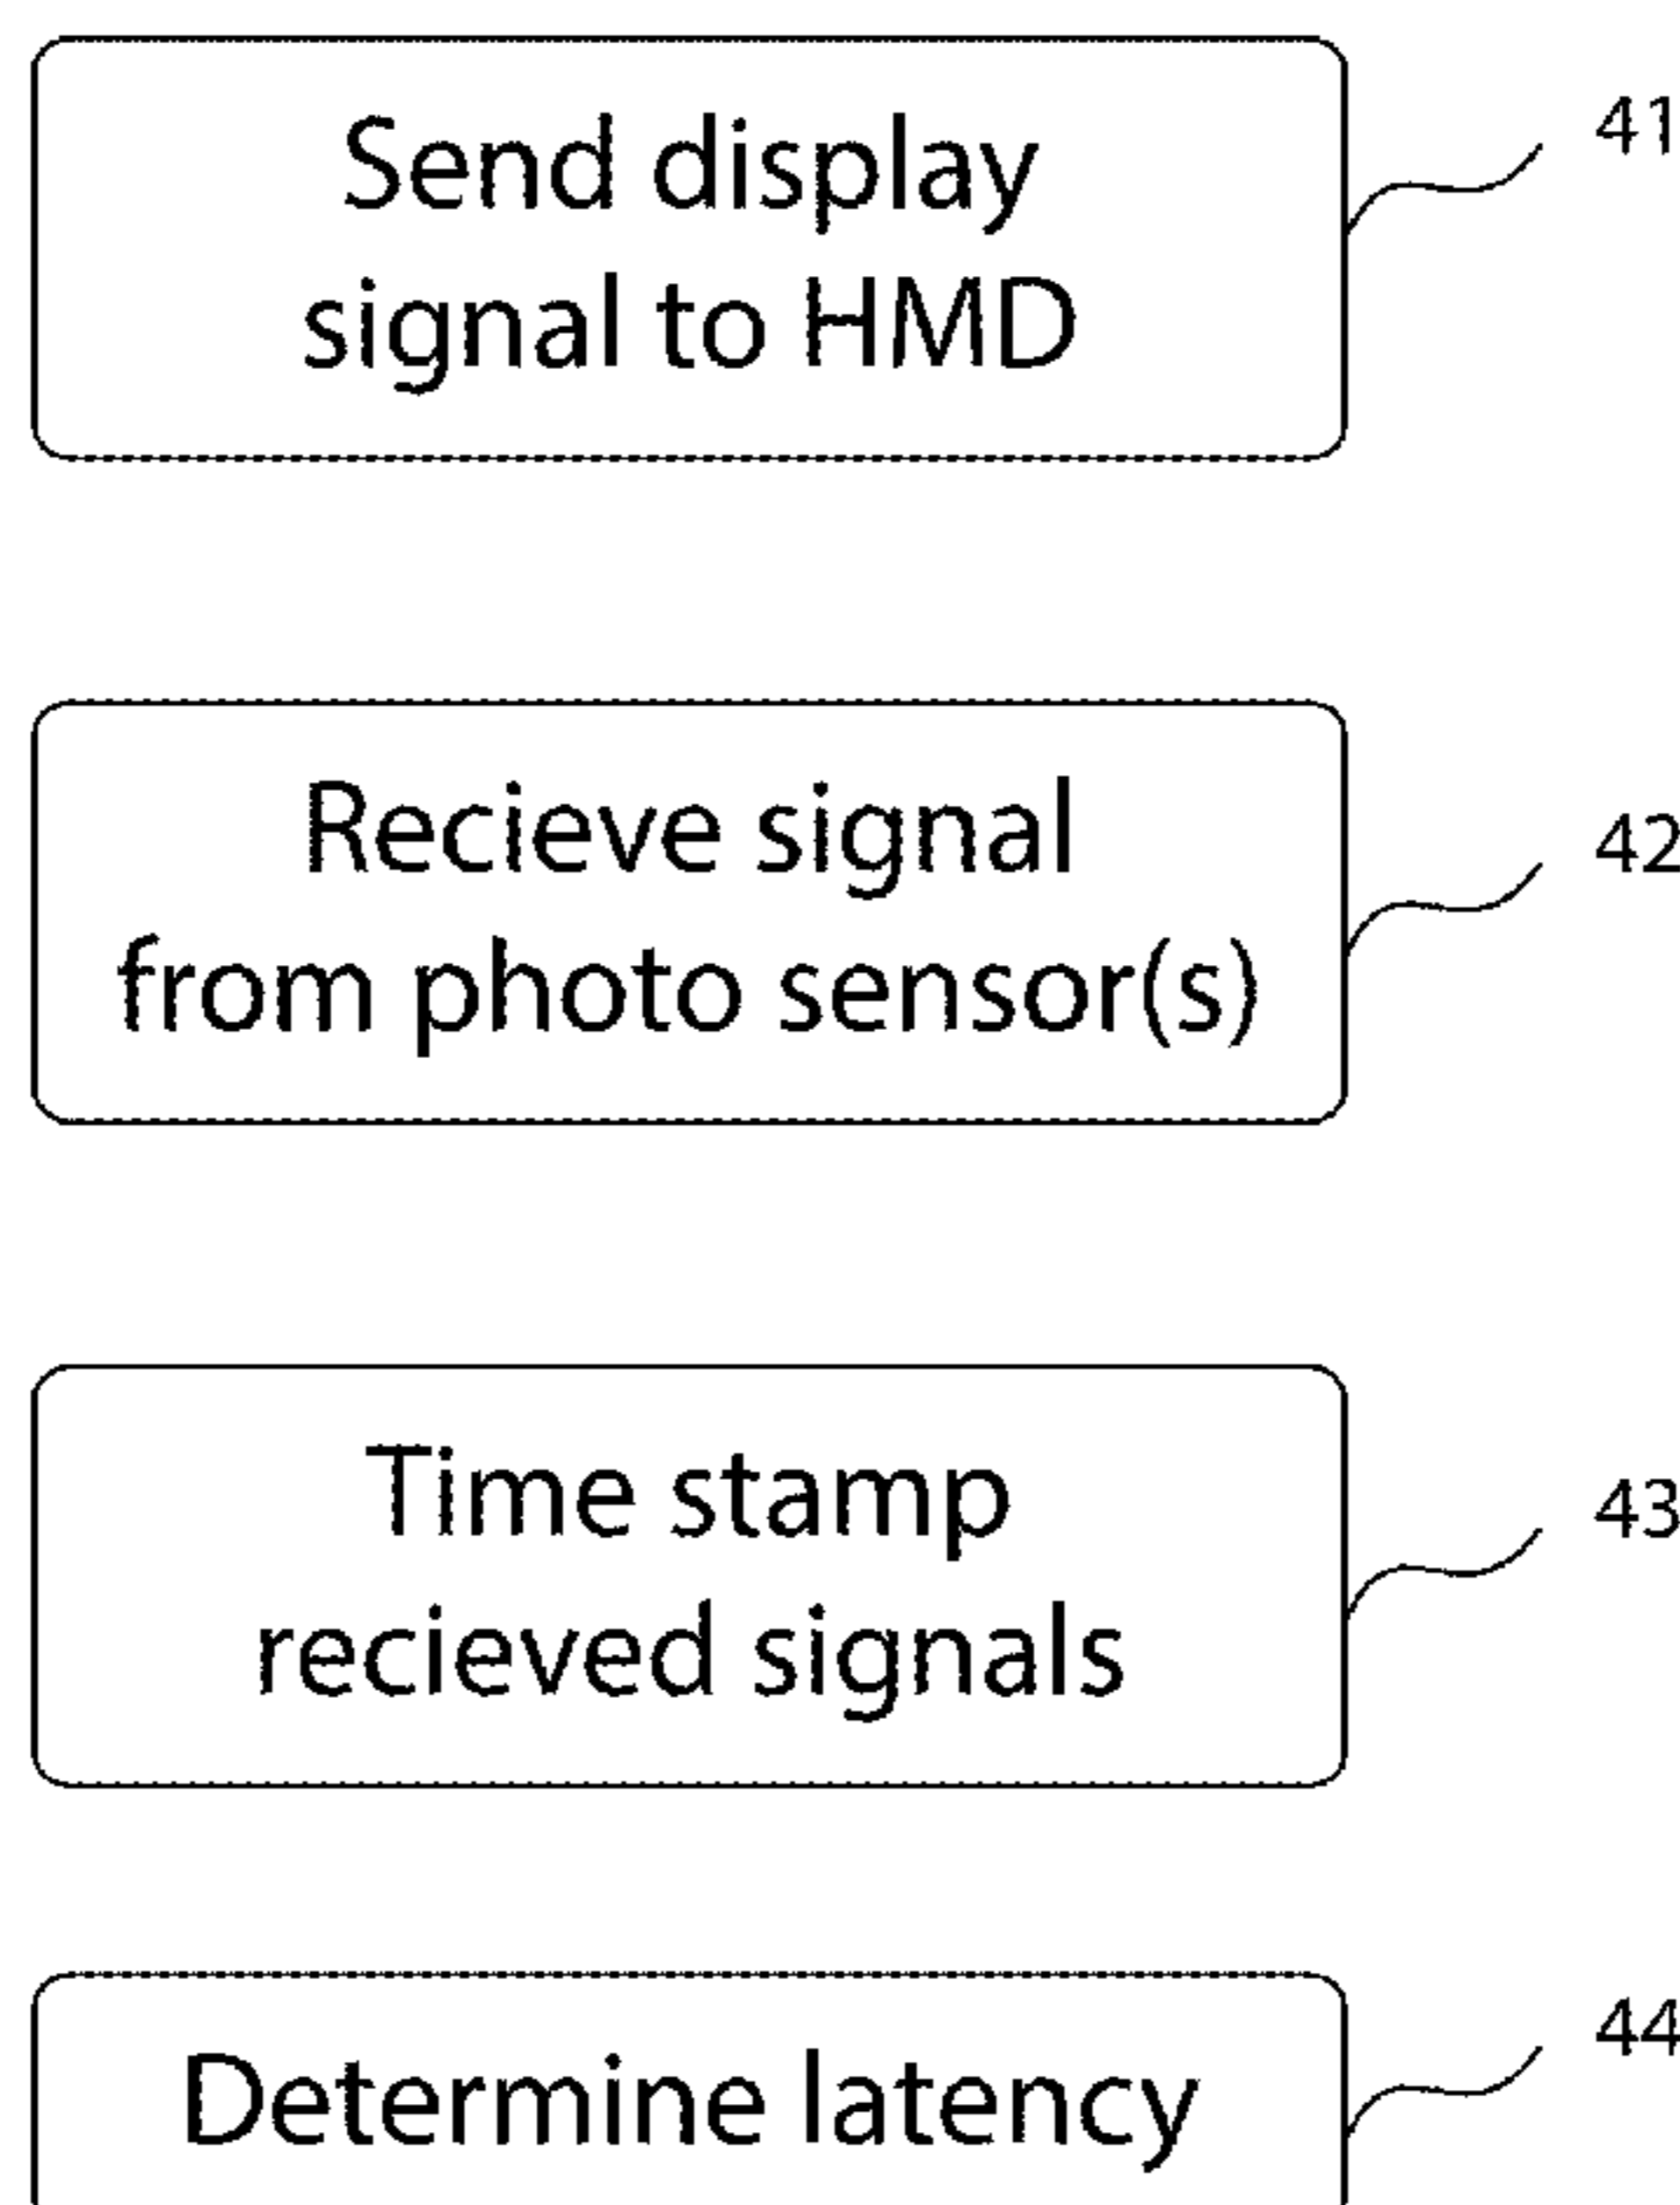 Send display
signal to HMD
41
Recieve signal
from photo sensor(s)
42
Time stamp
recieved signals
43
Determine latency
44